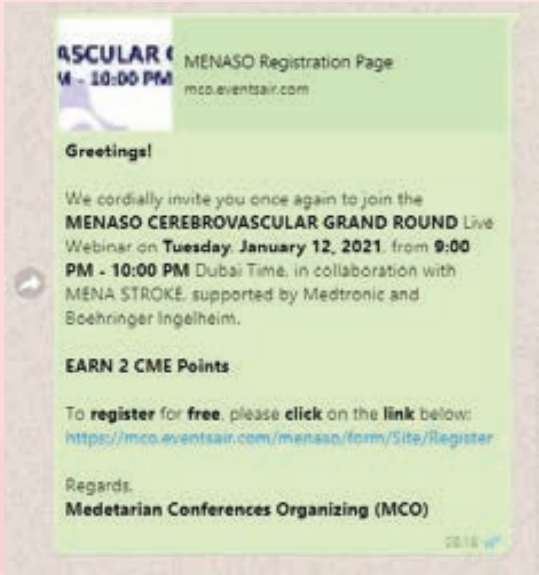 ASCULAR
M - 10:00 PM
MENASO Registration Page
mco.eventsair.com
Greetings!
We cordially invite you once again to join the
MENASO CEREBROVASCULAR GRAND ROUND Live
Webinar on Tuesday, January 12, 2021, from 9:00
PM - 10:00 PM Dubai Time, in collaboration with
MENA STROKE, supported by Medtronic and
Boehringer Ingelheim.
EARN 2 CME Points
To register for free, please click on the link below:
https://mco.eventsair.com/menaso/form/Site/Register
Regards,
Medetarian Conferences Organizing (MCO)